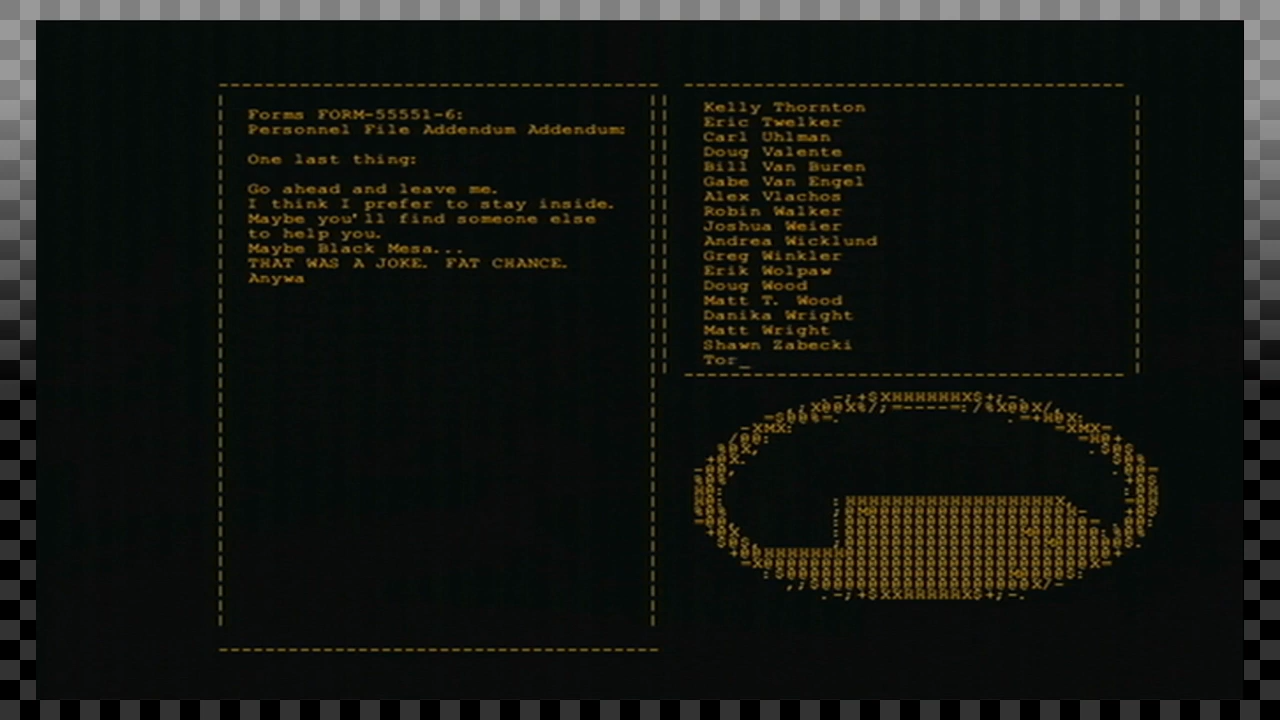 Forms FORM-55551-6:
Personnel File Addendum Addendum:
One last thing:
Go ahead and leave me.
I think I prefer to stay inside.
Maybe you'll find someone else
to help you.
Maybe Black Mesa...
THAT WAS A JOKE. FAT CHANCE.
Anywa
Kelly Thornton
Eric Twelker
Carl Uhlman
Doug Valente
Bill Van Buren
Gabe Van Engel
Alex Vlachos
Robin Walker
Joshua Weier
Andrea Wicklund
Greg Winkler
Erik Wolpaw
Doug Wood
Matt T. Wood
Danika Wright
Matt Wright
Shawn Zabecki
Tor_